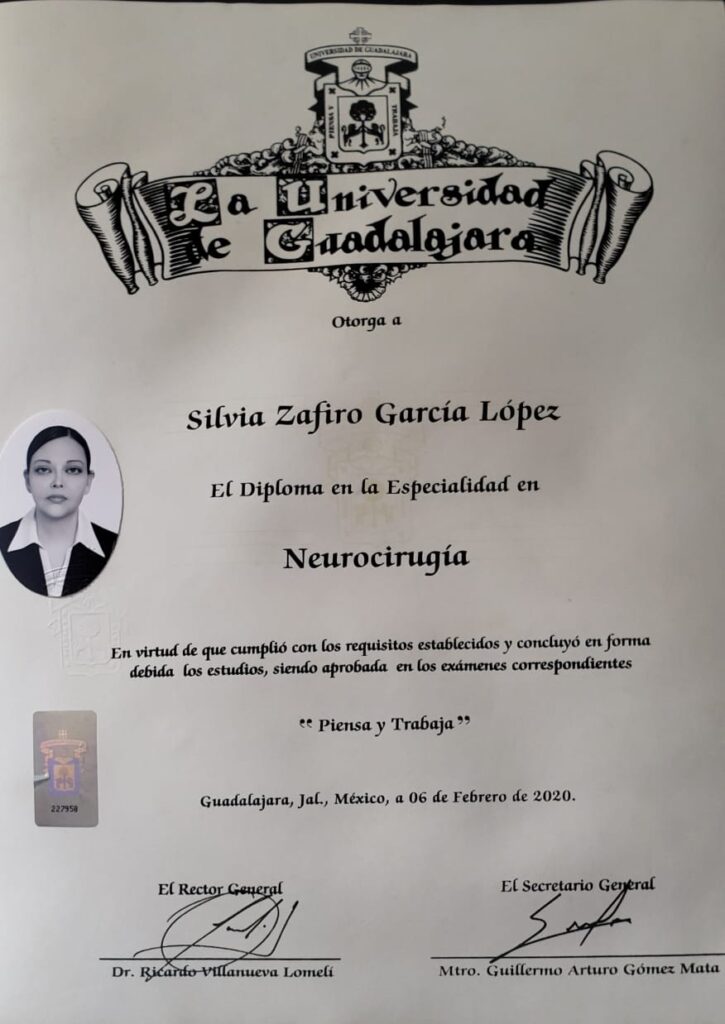 UNIVERSIDAD DE GUADALAJARA
PIENSA Y
TRABAJA
La Universidad
de Guadalajara
Otorga a
Silvia Zafiro García López
El Diploma en la Especialidad en
Neurocirugía
En virtud de que cumplió con los requisitos establecidos y concluyó en forma
debida los estudios, siendo aprobada en los exámenes correspondientes
“ Piensa y Trabaja ”
227958
Guadalajara, Jal., México, a 06 de Febrero de 2020.
El Rector General
El Secretario General
Dr. Ricardo Villanueva Lomelí
Mtro. Guillermo Arturo Gómez Mata